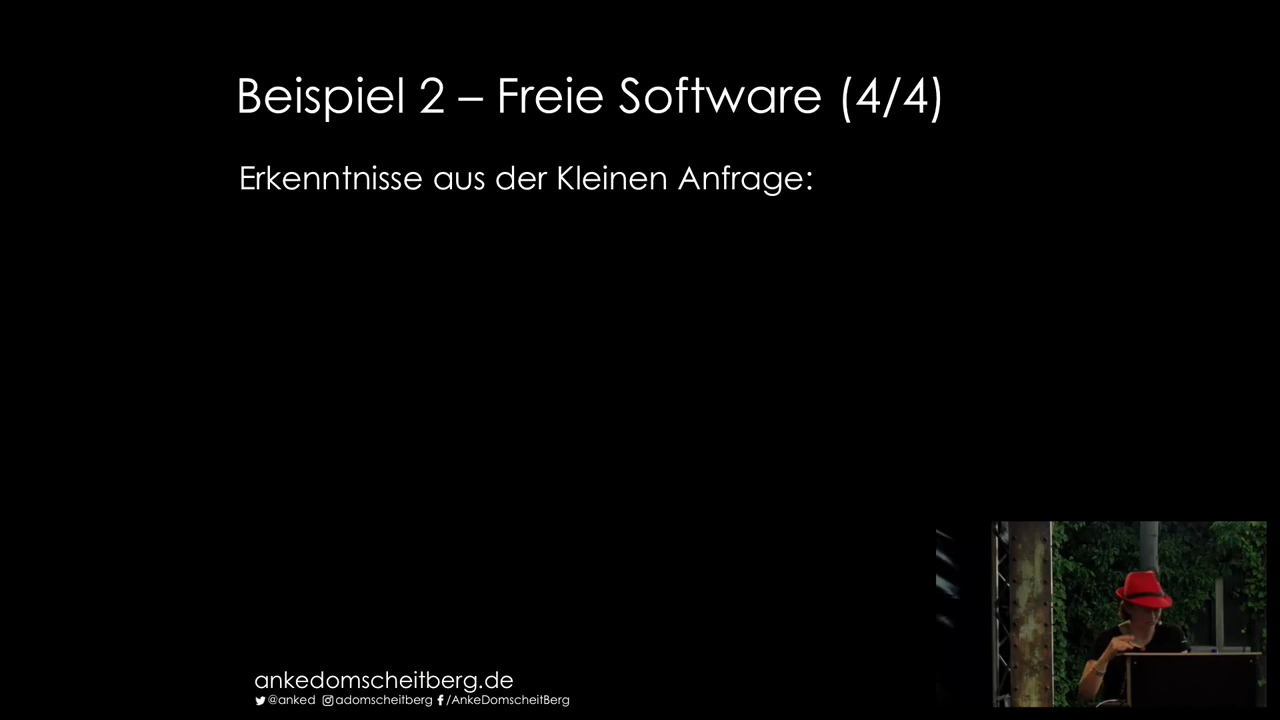 Beispiel 2 – Freie Software (4/4)
Erkenntnisse aus der Kleinen Anfrage:
ankedomscheitberg.de
@anked adomscheitberg /AnkeDomscheitBerg